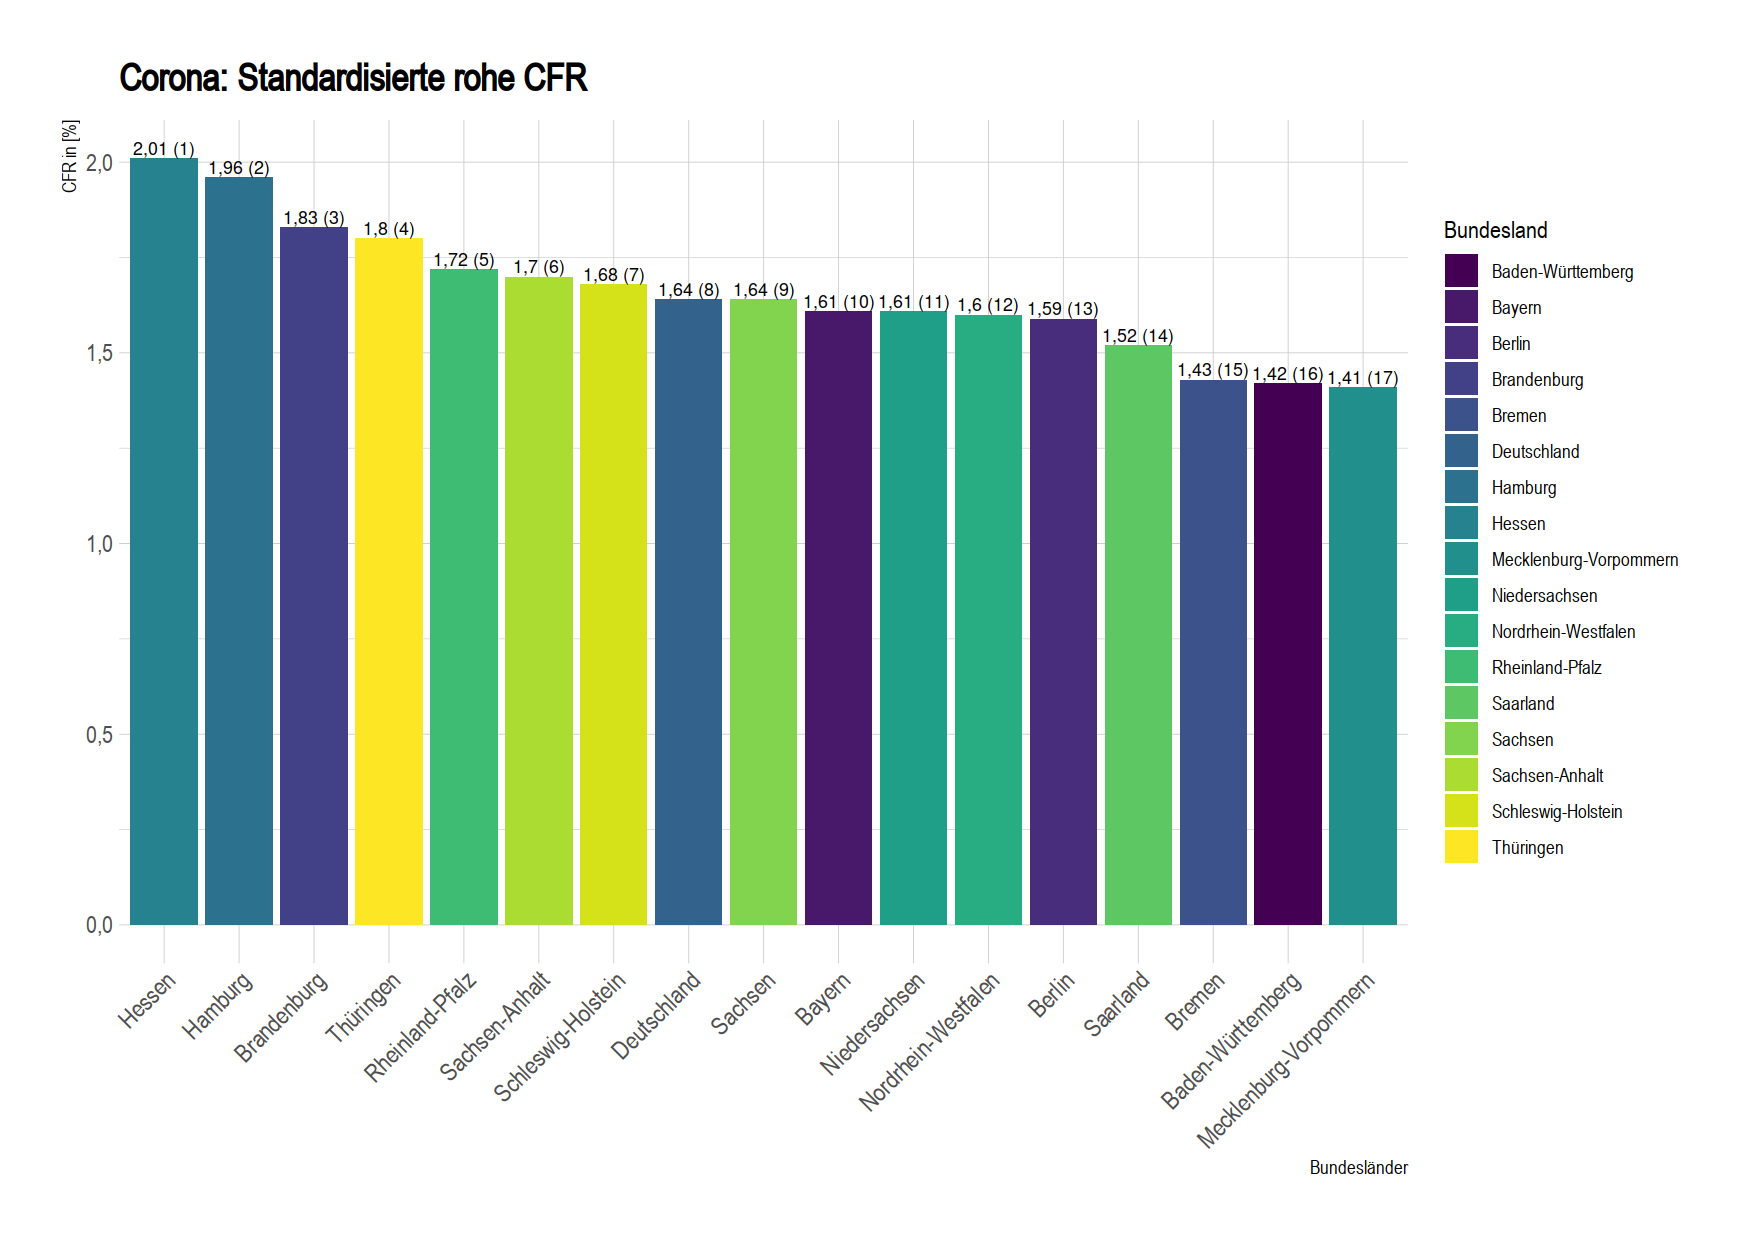 Corona: Standardisierte rohe CFR
CFR in [%]
2,0
1,5
1,0
0,5
0,0
2,01 (1)
1,96 (2)
1,83 (3)
1,8 (4)
1,72 (5)
1,7 (6)
1,68 (7)
1,64 (8)
1,64 (9)
1,61 (10)
1,61 (11)
1,6 (12)
1,59 (13)
1,52 (14)
1,43 (15)
1,42 (16)
1,41 (17)
Hessen
Hamburg
Brandenburg
Thüringen
Rheinland-Pfalz
Sachsen-Anhalt
Schleswig-Holstein
Deutschland
Sachsen
Bayern
Niedersachsen
Nordrhein-Westfalen
Berlin
Saarland
Bremen
Baden-Württemberg
Mecklenburg-Vorpommern
Bundesländer
Bundesland
Baden-Württemberg
Bayern
Berlin
Brandenburg
Bremen
Deutschland
Hamburg
Hessen
Mecklenburg-Vorpommern
Niedersachsen
Nordrhein-Westfalen
Rheinland-Pfalz
Saarland
Sachsen
Sachsen-Anhalt
Schleswig-Holstein
Thüringen